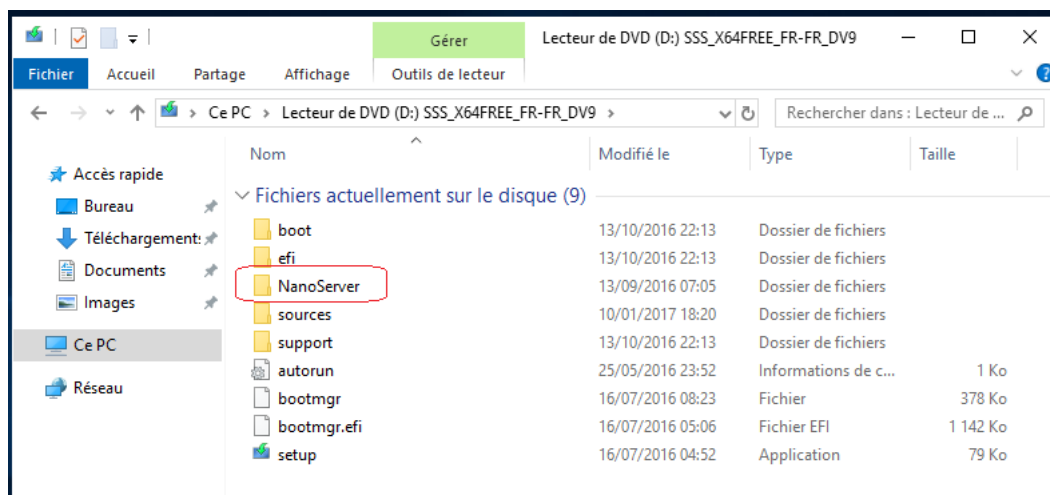 Gérer Lecteur de DVD (D:) SSS_X64FREE_FR-FR_DV9
Fichier Accueil Partage Affichage Outils de lecteur
Ce PC > Lecteur de DVD (D:) SSS_X64FREE_FR-FR_DV9 > Rechercher dans : Lecteur de ...
Nom Modifié le Type Taille
Accès rapide
Fichiers actuellement sur le disque (9)
Bureau
boot 13/10/2016 22:13 Dossier de fichiers
Téléchargement:
efi 13/10/2016 22:13 Dossier de fichiers
Documents
NanoServer 13/09/2016 07:05 Dossier de fichiers
Images
sources 10/01/2017 18:20 Dossier de fichiers
Ce PC
support 13/10/2016 22:13 Dossier de fichiers
autorun 25/05/2016 23:52 Informations de c... 1 Ko
Réseau
bootmgr 16/07/2016 08:23 Fichier 378 Ko
bootmgr.efi 16/07/2016 05:06 Fichier EFI 1 142 Ko
setup 16/07/2016 04:52 Application 79 Ko